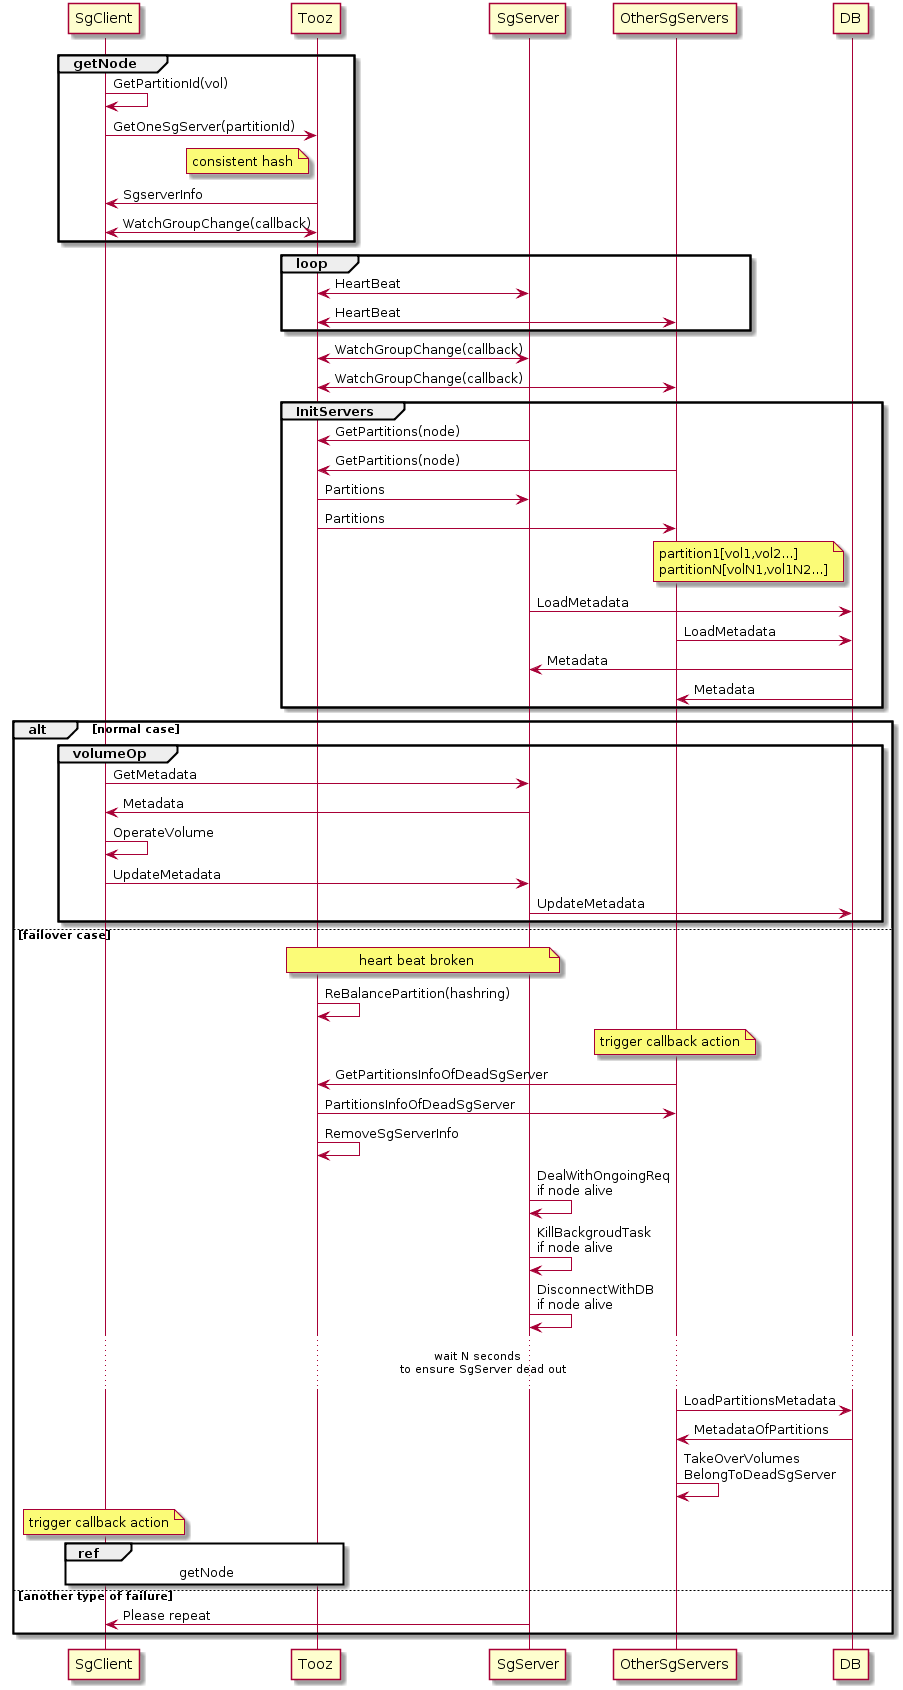 SgClient
Tooz
SgServer
OtherSgServers
DB
getNode
GetPartitionId(vol)
GetOneSgServer(partitionId)
consistent hash
SgserverInfo
WatchGroupChange(callback)
loop
HeartBeat
HeartBeat
WatchGroupChange(callback)
WatchGroupChange(callback)
InitServers
GetPartitions(node)
GetPartitions(node)
Partitions
Partitions
partition1[vol1,vol2...]
partitionN[volN1,vol1N2...]
LoadMetadata
LoadMetadata
Metadata
Metadata
alt [normal case]
volumeOp
GetMetadata
Metadata
OperateVolume
UpdateMetadata
UpdateMetadata
[failover case]
heart beat broken
ReBalancePartition(hashring)
trigger callback action
GetPartitionsInfoOfDeadSgServer
PartitionsInfoOfDeadSgServer
RemoveSgServerInfo
DealWithOngoingReq
if node alive
KillBackgroudTask
if node alive
DisconnectWithDB
if node alive
wait N seconds
to ensure SgServer dead out
LoadPartitionsMetadata
MetadataOfPartitions
TakeOverVolumes
BelongToDeadSgServer
trigger callback action
ref
getNode
[another type of failure]
Please repeat
SgClient
Tooz
SgServer
OtherSgServers
DB